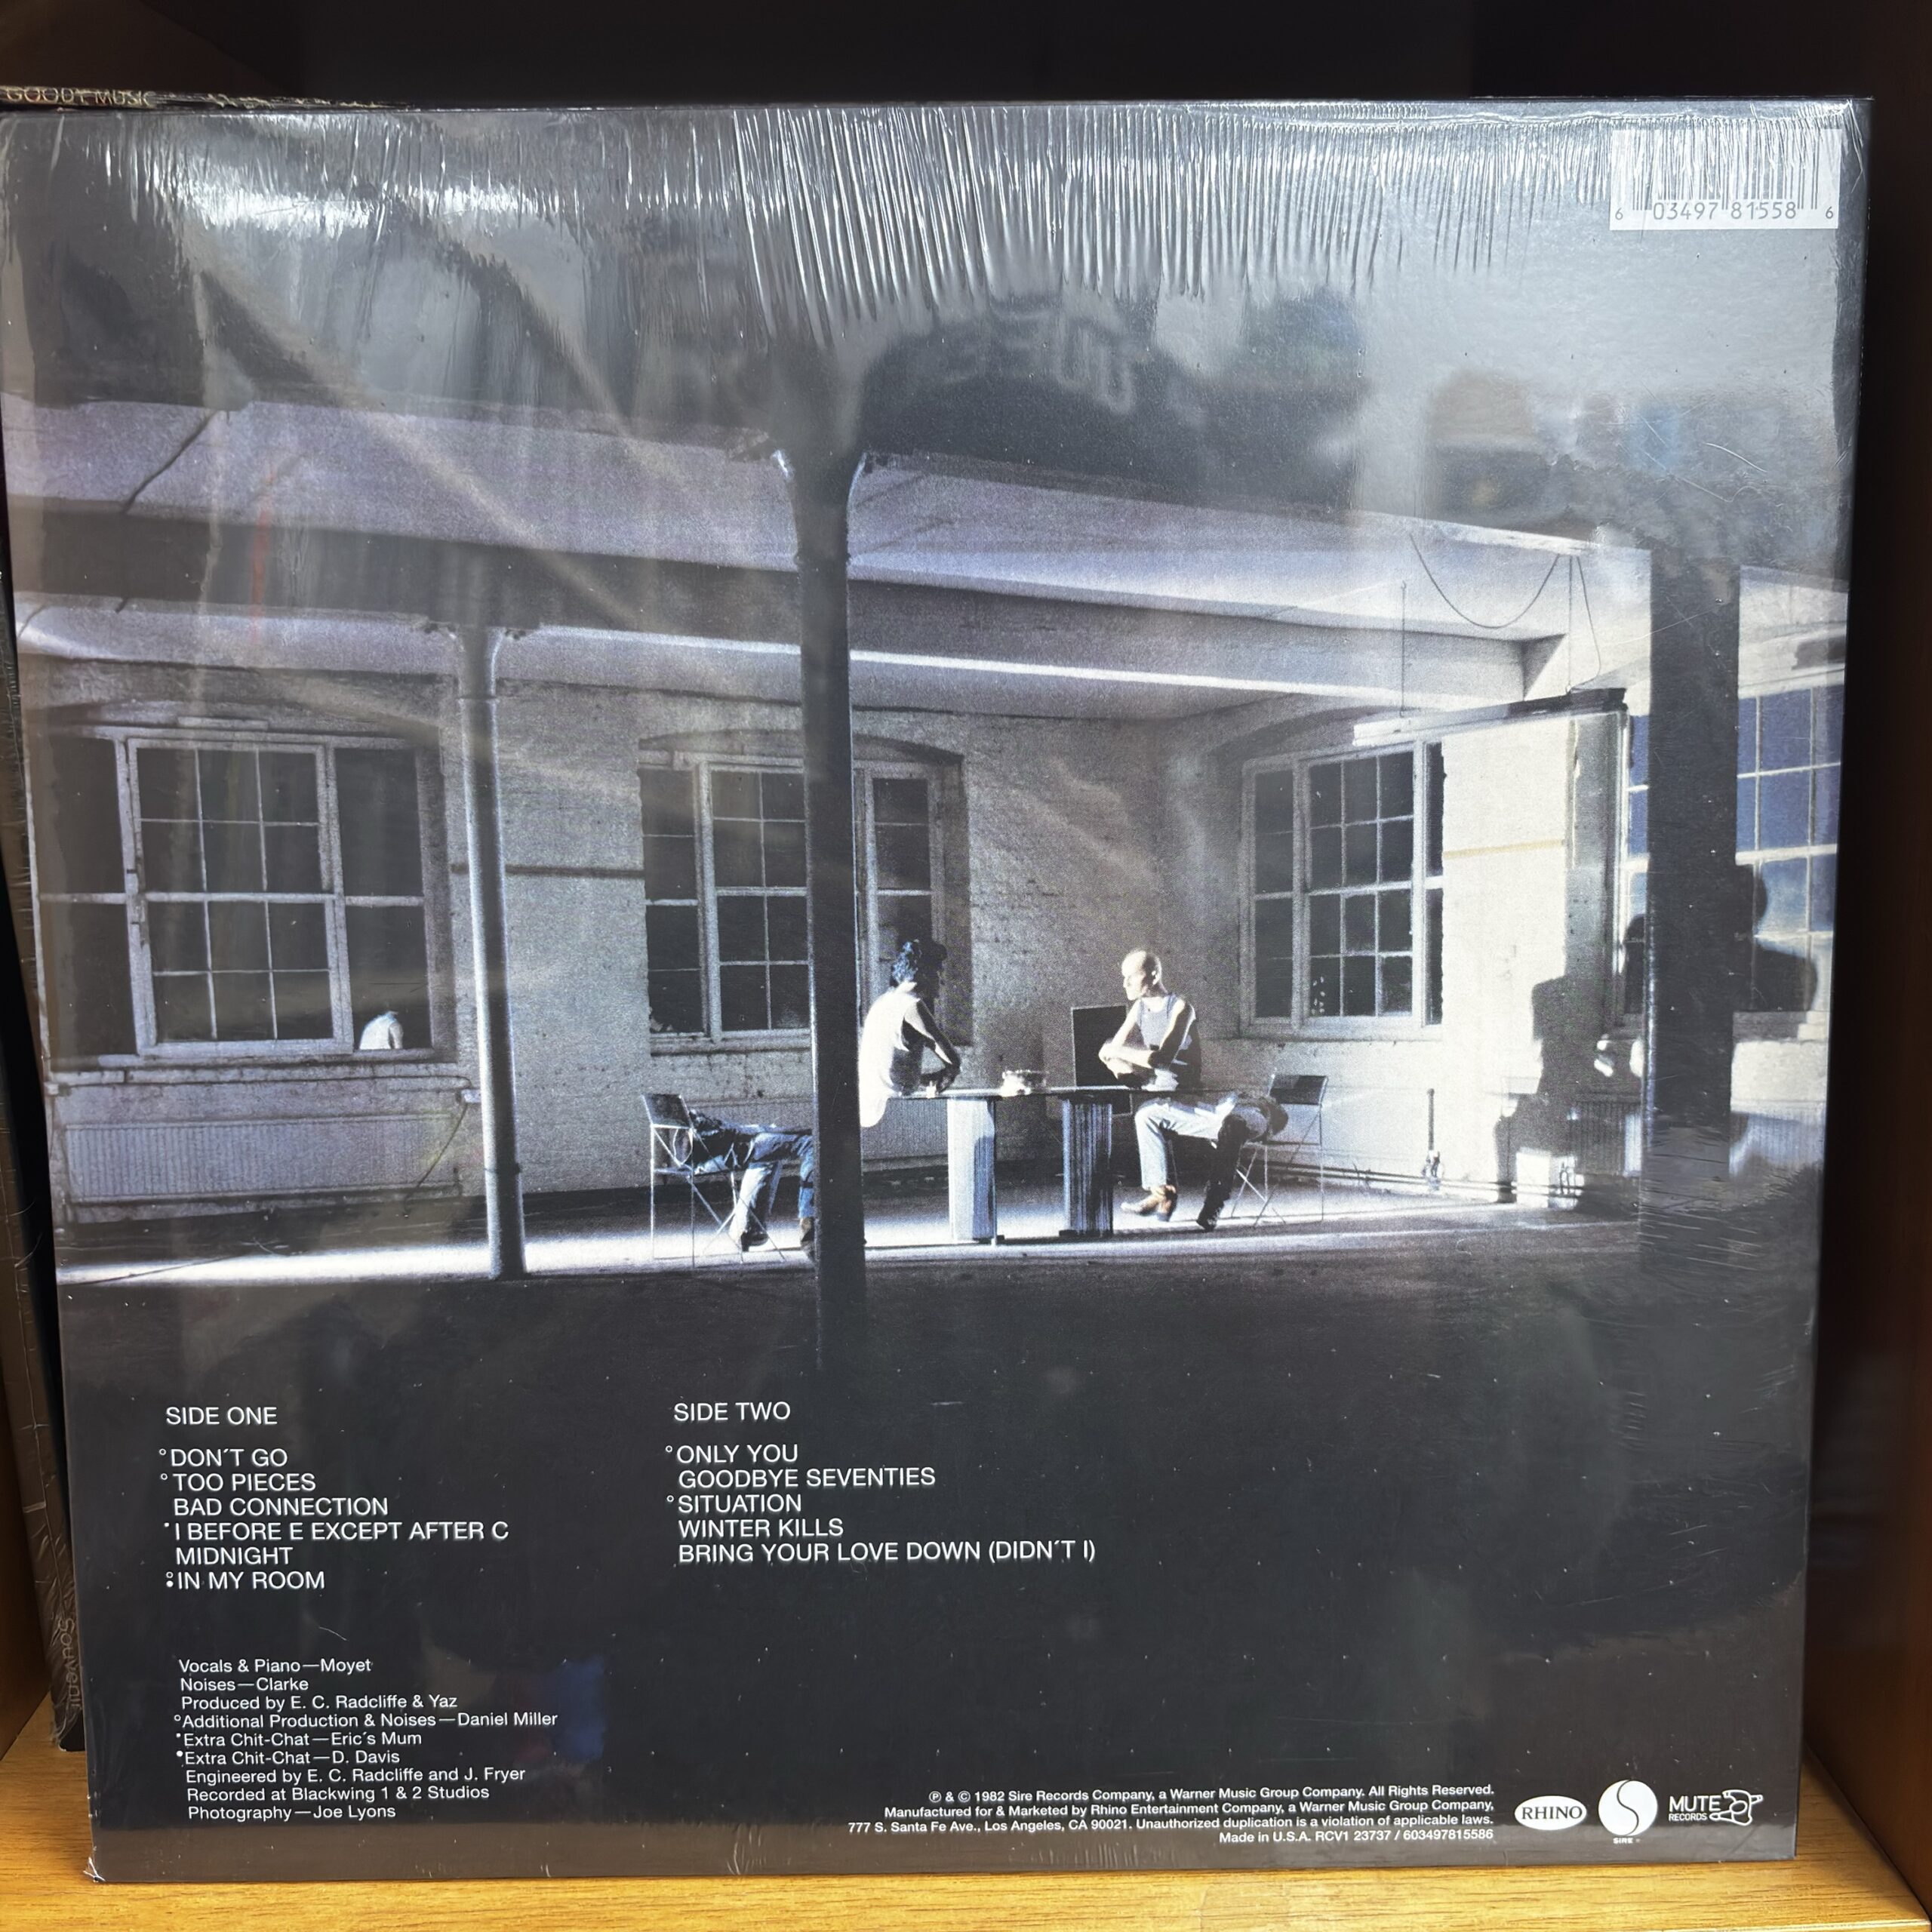 GOODY MUSIC
6 03497 81558 6
SIDE ONE
°DON´T GO
°TOO PIECES
BAD CONNECTION
•I BEFORE E EXCEPT AFTER C
MIDNIGHT
IN MY ROOM
SIDE TWO
°ONLY YOU
GOODBYE SEVENTIES
°SITUATION
WINTER KILLS
BRING YOUR LOVE DOWN (DIDN´T I)
Vocals & Piano—Moyet
Noises—Clarke
Produced by E. C. Radcliffe & Yaz
°Additional Production & Noises—Daniel Miller
•Extra Chit-Chat—Eric´s Mum
•Extra Chit-Chat—D. Davis
Engineered by E. C. Radcliffe and J. Fryer
Recorded at Blackwing 1 & 2 Studios
Photography—Joe Lyons
℗ & © 1982 Sire Records Company, a Warner Music Group Company. All Rights Reserved.
Manufactured for & Marketed by Rhino Entertainment Company, a Warner Music Group Company,
777 S. Santa Fe Ave., Los Angeles, CA 90021. Unauthorized duplication is a violation of applicable laws.
Made in U.S.A. RCV1 23737 / 603497815586
RHINO
SIRE
MUTE
RECORDS
Souvenir